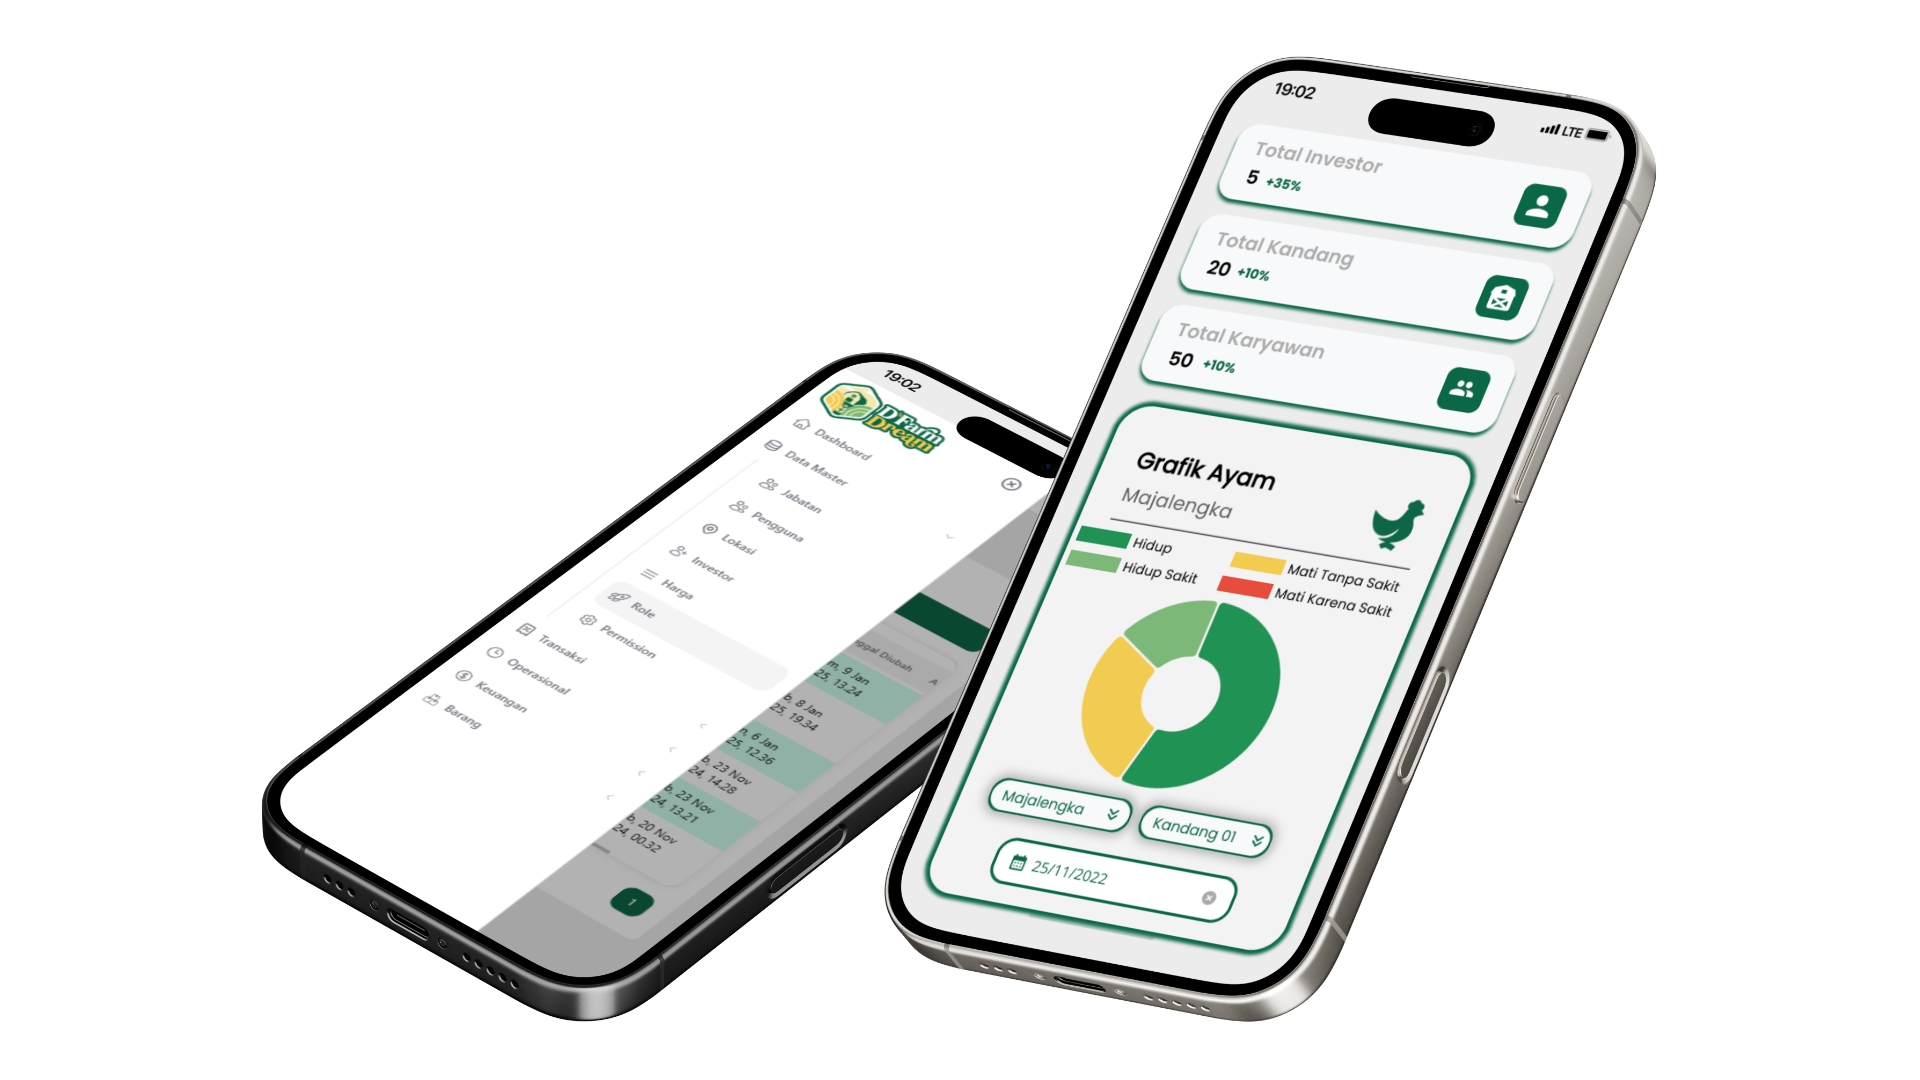 19:02
D'Farm
Dream
Dashboard
Data Master
Jabatan
Pengguna
Lokasi
Investor
Harga
Role
Permission
Transaksi
Operasional
Keuangan
Barang
ggal Diubah
A
m, 9 Jan
25, 13.24
b, 8 Jan
25, 19.34
n, 6 Jan
25, 12.36
b, 23 Nov
24, 14.28
b, 23 Nov
24, 13.21
b, 20 Nov
24, 00.32
1
19:02
LTE
Total Investor
5 +35%
Total Kandang
20 +10%
Total Karyawan
50 +10%
Grafik Ayam
Majalengka
Hidup
Mati Tanpa Sakit
Hidup Sakit
Mati Karena Sakit
Majalengka
Kandang 01
25/11/2022